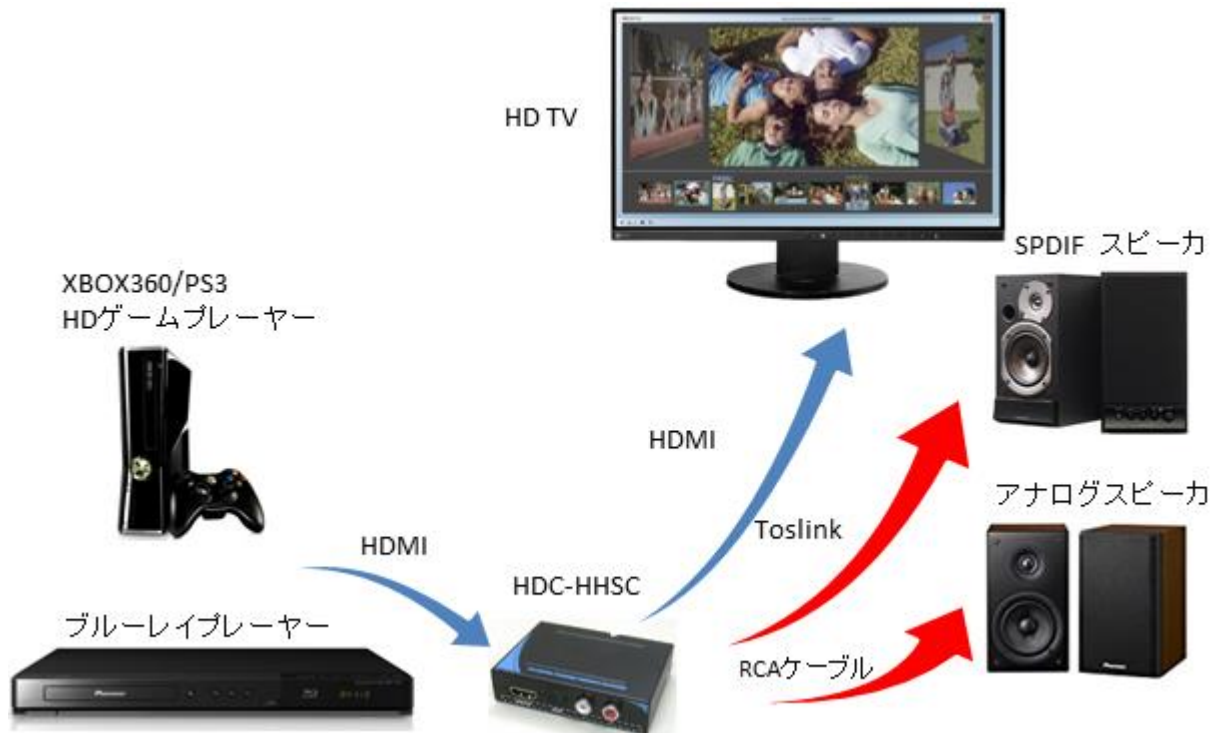 HD TV
SPDIF スピーカ
XBOX360/PS3
HDゲームプレーヤー
HDMI
アナログスピーカ
Toslink
HDMI
HDC-HHSC
ブルーレイプレーヤー
RCAケーブル
Pioneer
Pioneer